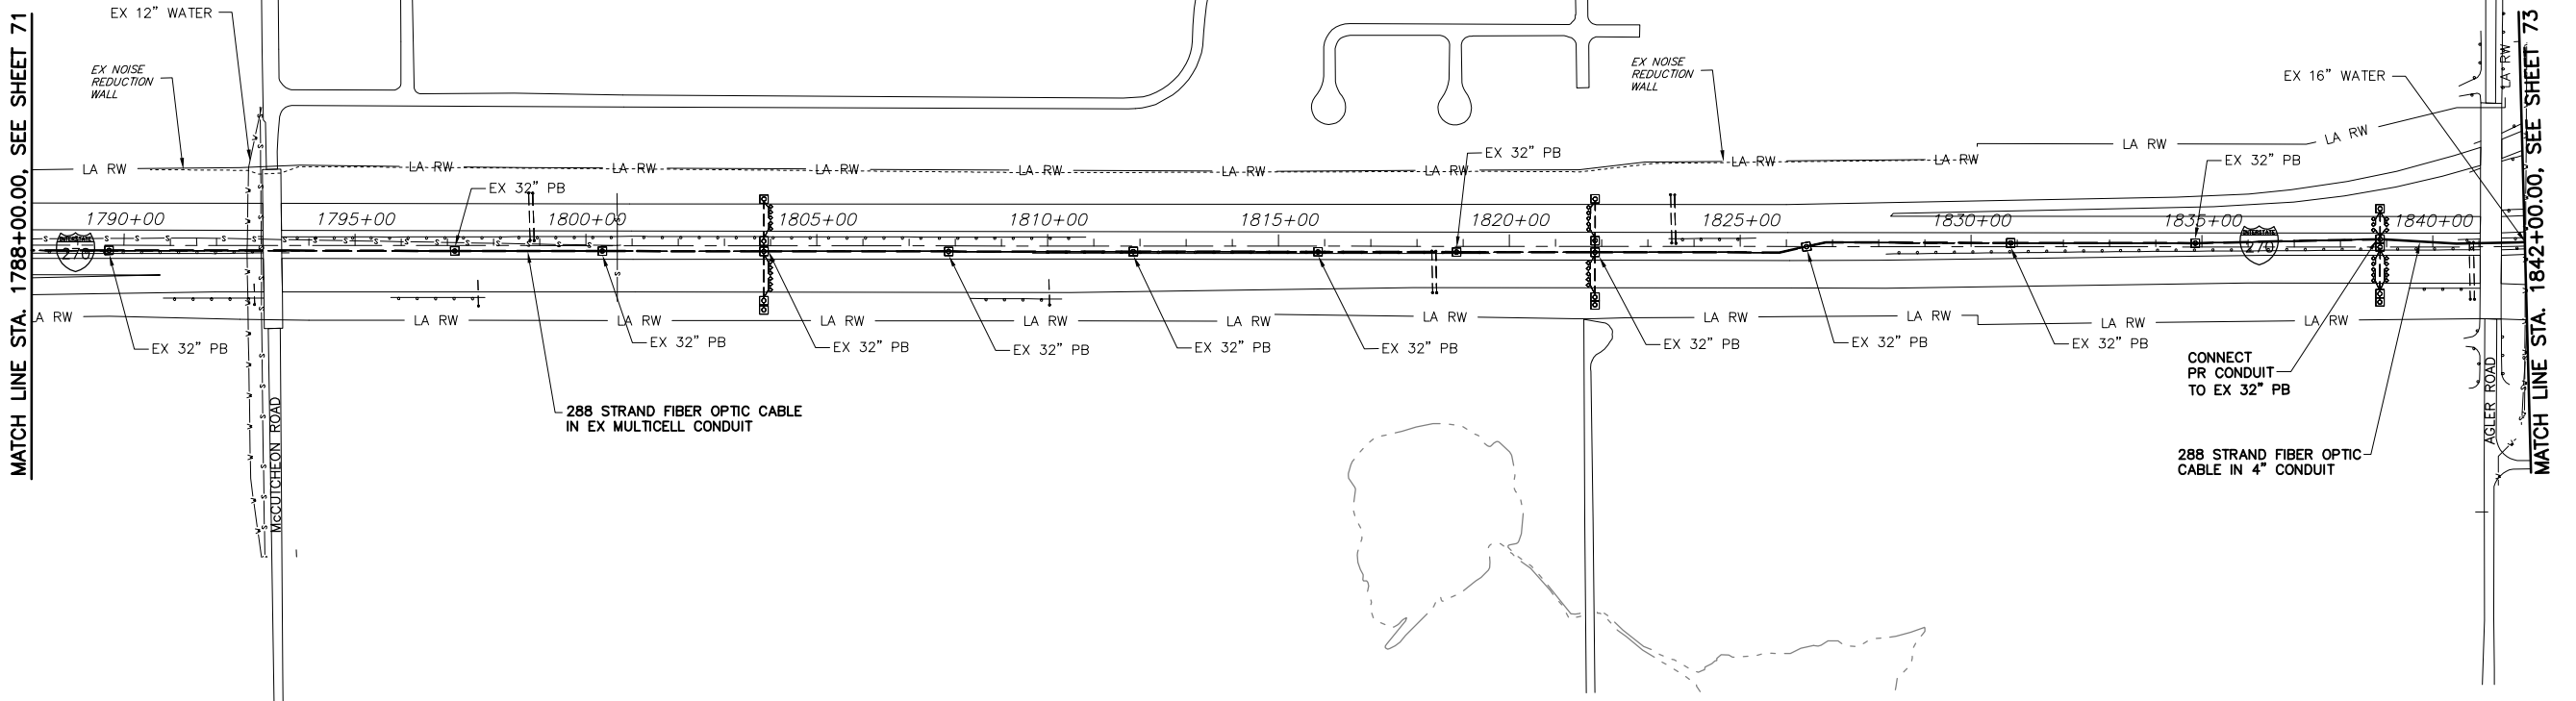 MATCH LINE STA. 1788+00.00, SEE SHEET 71
EX 12" WATER
EX NOISE
REDUCTION
WALL
EX NOISE
REDUCTION
WALL
EX 16" WATER
LA RW
MATCH LINE STA. 1842+00.00, SEE SHEET 73
LA RW
LA RW
LA RW
LA RW
LA RW
LA RW
LA RW
LA RW
LA RW
LA RW
LA RW
EX 32" PB
EX 32" PB
EX 32" PB
1790+00
1795+00
1800+00
1805+00
1810+00
1815+00
1820+00
1825+00
1830+00
1835+00
1840+00
INTERSTATE
270
INTERSTATE
270
A RW
LA RW
LA RW
LA RW
LA RW
LA RW
LA RW
LA RW
LA RW
LA RW
LA RW
EX 32" PB
EX 32" PB
EX 32" PB
EX 32" PB
EX 32" PB
EX 32" PB
EX 32" PB
EX 32" PB
EX 32" PB
CONNECT
PR CONDUIT
TO EX 32" PB
288 STRAND FIBER OPTIC CABLE
IN EX MULTICELL CONDUIT
288 STRAND FIBER OPTIC
CABLE IN 4" CONDUIT
McCUTCHEON ROAD
AGLER ROAD